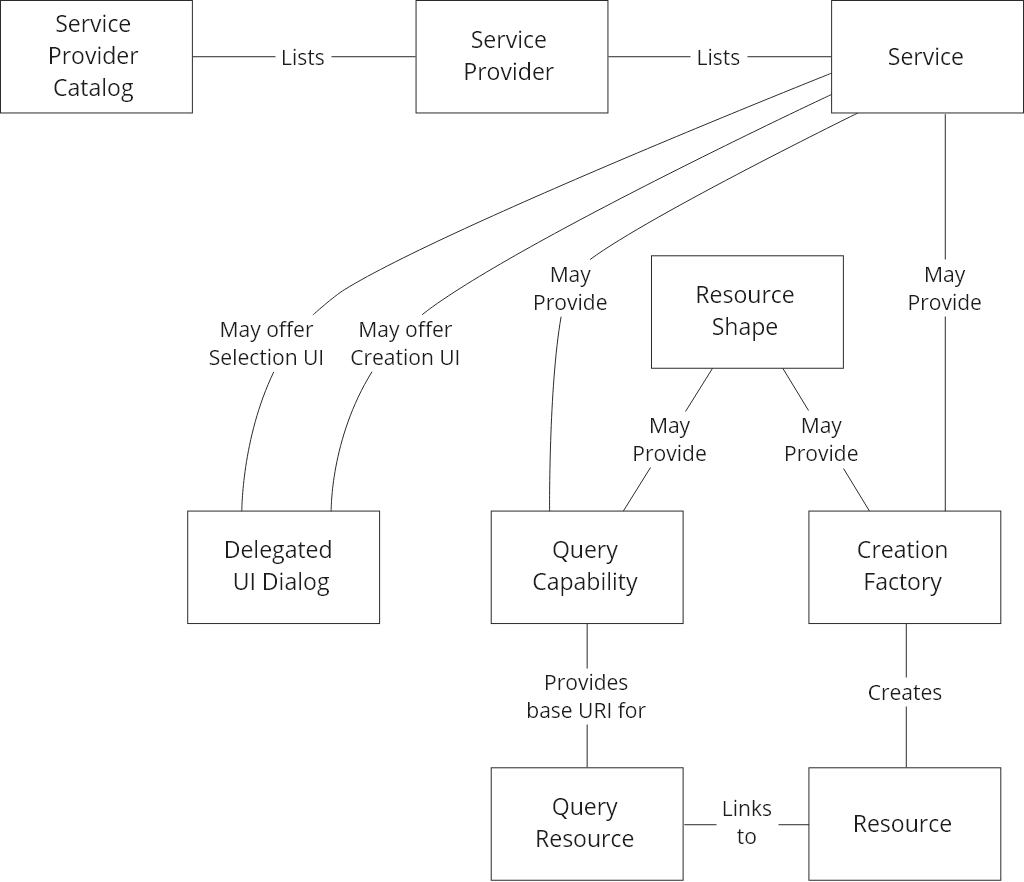 Service
Provider
Catalog
Lists
Service
Provider
Lists
Service
May
Provide
May
Provide
Resource
Shape
May offer
Selection UI
May offer
Creation UI
May
Provide
May
Provide
Delegated
UI Dialog
Query
Capability
Creation
Factory
Provides
base URI for
Creates
Query
Resource
Links
to
Resource